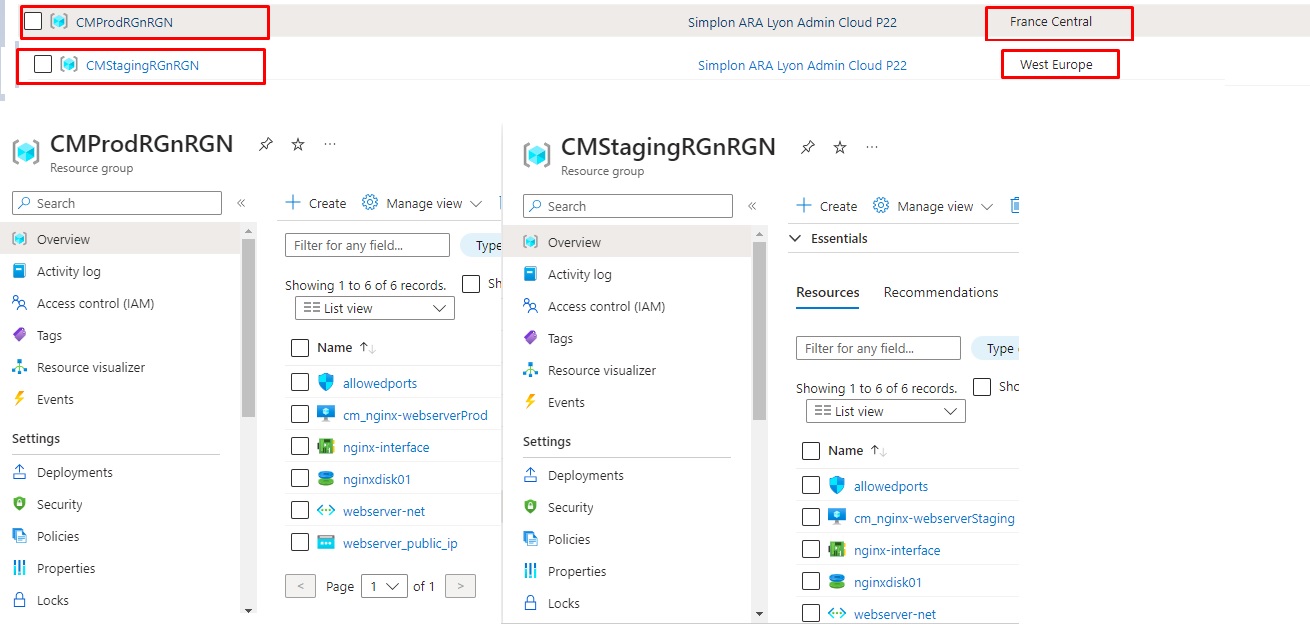 CMProdRGnRGN Simplon ARA Lyon Admin Cloud P22 France Central
CMStagingRGnRGN Simplon ARA Lyon Admin Cloud P22 West Europe
CMProdRGnRGN
Resource group
Search
«
Overview
Activity log
Access control (IAM)
Tags
Resource visualizer
Events
Settings
Deployments
Security
Policies
Properties
Locks
Create Manage view
Filter for any field... Type
Showing 1 to 6 of 6 records. Sh
List view
Name ↑↓
allowedports
cm_nginx-webserverProd
nginx-interface
nginxdisk01
webserver-net
webserver_public_ip
< Page 1 of 1 >
CMStagingRGnRGN
Resource group
Search
«
Overview
Activity log
Access control (IAM)
Tags
Resource visualizer
Events
Settings
Deployments
Security
Policies
Properties
Locks
Create Manage view
Essentials
Resources Recommendations
Filter for any field... Type
Showing 1 to 6 of 6 records. Sho
List view
Name ↑↓
allowedports
cm_nginx-webserverStaging
nginx-interface
nginxdisk01
webserver-net